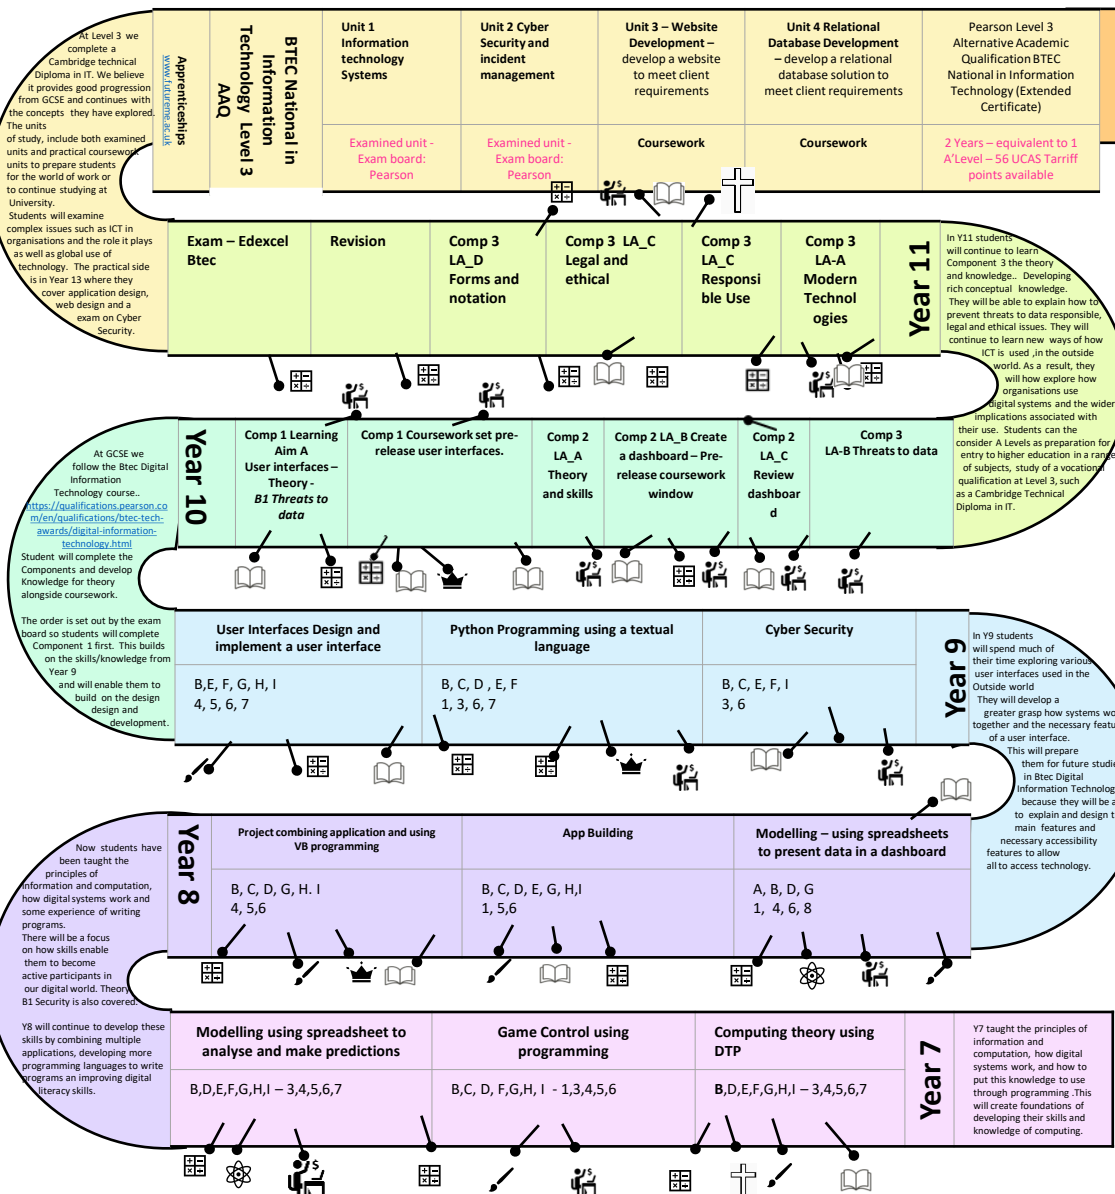 At Level 3 we
complete a
Cambridge technical
Diploma in IT. We believe
it provides good progression
from GCSE and continues with
the concepts they have explored.
The units
of study, include both examined
units and practical coursework
units to prepare students
for the world of work or
to continue studying at
University.
Students will examine
complex issues such as ICT in
organisations and the role it plays
as well as global use of
technology. The practical side
is in Year 13 where they
cover application design,
web design and a
exam on Cyber
Security.
Apprenticeships
www.futureme.ac.uk
BTEC National in
Information
Technology Level 3
AAQ
Unit 1
Information
technology
Systems
Examined unit -
Exam board:
Pearson
Unit 2 Cyber
Security and
incident
management
Examined unit -
Exam board:
Pearson
Unit 3 – Website
Development –
develop a website
to meet client
requirements
Coursework
Unit 4 Relational
Database Development
– develop a relational
database solution to
meet client requirements
Coursework
Pearson Level 3
Alternative Academic
Qualification BTEC
National in Information
Technology (Extended
Certificate)
2 Years – equivalent to 1
A'Level – 56 UCAS Tarriff
points available
Exam – Edexcel
Btec
Revision
Comp 3
LA_D
Forms and
notation
Comp 3 LA_C
Legal and
ethical
Comp 3
LA_C
Responsi
ble Use
Comp 3
LA-A
Modern
Technol
ogies
Year 11
In Y11 students
will continue to learn
Component 3 the theory
and knowledge.. Developing
rich conceptual knowledge.
They will be able to explain how to
prevent threats to data responsible,
legal and ethical issues. They will
continue to learn new ways of how
ICT is used ,in the outside
world. As a result, they
will how explore how
organisations use
digital systems and the wider
implications associated with
their use. Students can the
consider A Levels as preparation for
entry to higher education in a range
of subjects, study of a vocational
qualification at Level 3, such
as a Cambridge Technical
Diploma in IT.
At GCSE we
follow the Btec Digital
Information
Technology course..
https://qualifications.pearson.co
m/en/qualifications/btec-tech-
awards/digital-information-
technology.html
Student will complete the
Components and develop
Knowledge for theory
alongside coursework.
The order is set out by the exam
board so students will complete
Component 1 first. This builds
on the skills/knowledge from
Year 9
and will enable them to
build on the design
design and
development.
Year 10
Comp 1 Learning
Aim A
User interfaces –
Theory -
B1 Threats to
data
Comp 1 Coursework set pre-
release user interfaces.
Comp 2
LA_A
Theory
and skills
Comp 2 LA_B Create
a dashboard – Pre-
release coursework
window
Comp 2
LA_C
Review
dashboar
d
Comp 3
LA-B Threats to data
User Interfaces Design and
implement a user interface
B,E, F, G, H, I
4, 5, 6, 7
Python Programming using a textual
language
B, C, D , E, F
1, 3, 6, 7
Cyber Security
B, C, E, F, I
3, 6
Year 9
In Y9 students
will spend much of
their time exploring various
user interfaces used in the
Outside world
They will develop a
greater grasp how systems wo
together and the necessary featu
of a user interface.
This will prepare
them for future studie
in Btec Digital
Information Technolog
because they will be a
to explain and design t
main features and
necessary accessibility
features to allow
all to access technology.
Now students have
been taught the
principles of
information and computation,
how digital systems work and
some experience of writing
programs.
There will be a focus
on how skills enable
them to become
active participants in
our digital world. Theory
B1 Security is also covered.
Y8 will continue to develop these
skills by combining multiple
applications, developing more
programming languages to write
programs an improving digital
literacy skills.
Year 8
Project combining application and using
VB programming
B, C, D, G, H. I
4, 5,6
App Building
B, C, D, E, G, H,I
1, 5,6
Modelling – using spreadsheets
to present data in a dashboard
A, B, D, G
1, 4, 6, 8
Modelling using spreadsheet to
analyse and make predictions
B,D,E,F,G,H,I – 3,4,5,6,7
Game Control using
programming
B,C, D, F,G,H, I - 1,3,4,5,6
Computing theory using
DTP
B,D,E,F,G,H,I – 3,4,5,6,7
Year 7
Y7 taught the principles of
information and
computation, how digital
systems work, and how to
put this knowledge to use
through programming .This
will create foundations of
developing their skills and
knowledge of computing.